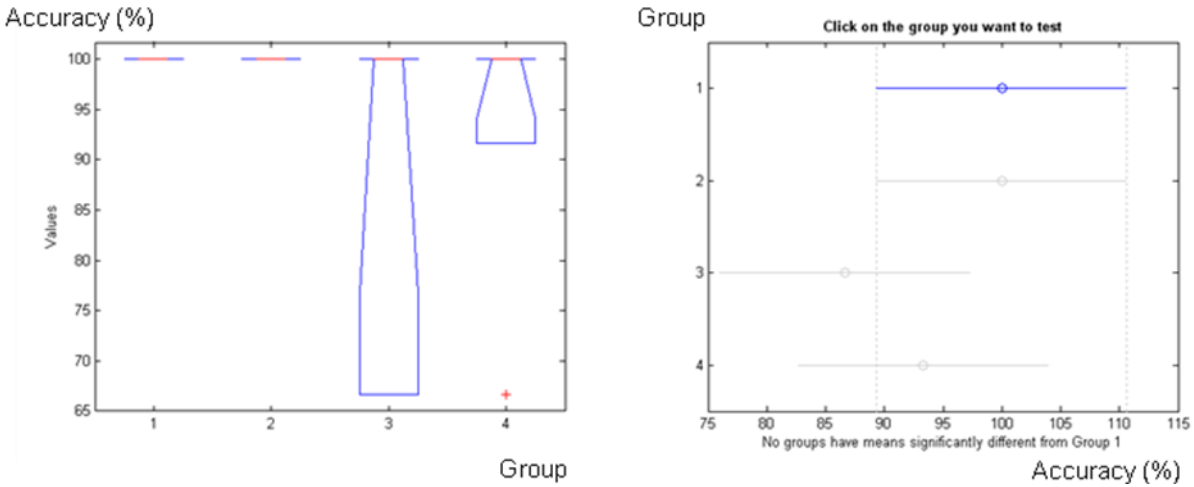 Accuracy (%)
100
95
90
85
80
75
70
65
Values
1 2 3 4
Group
Group
Click on the group you want to test
1
2
3
4
75 80 85 90 95 100 105 110 115
No groups have means significantly different from Group 1
Accuracy (%)